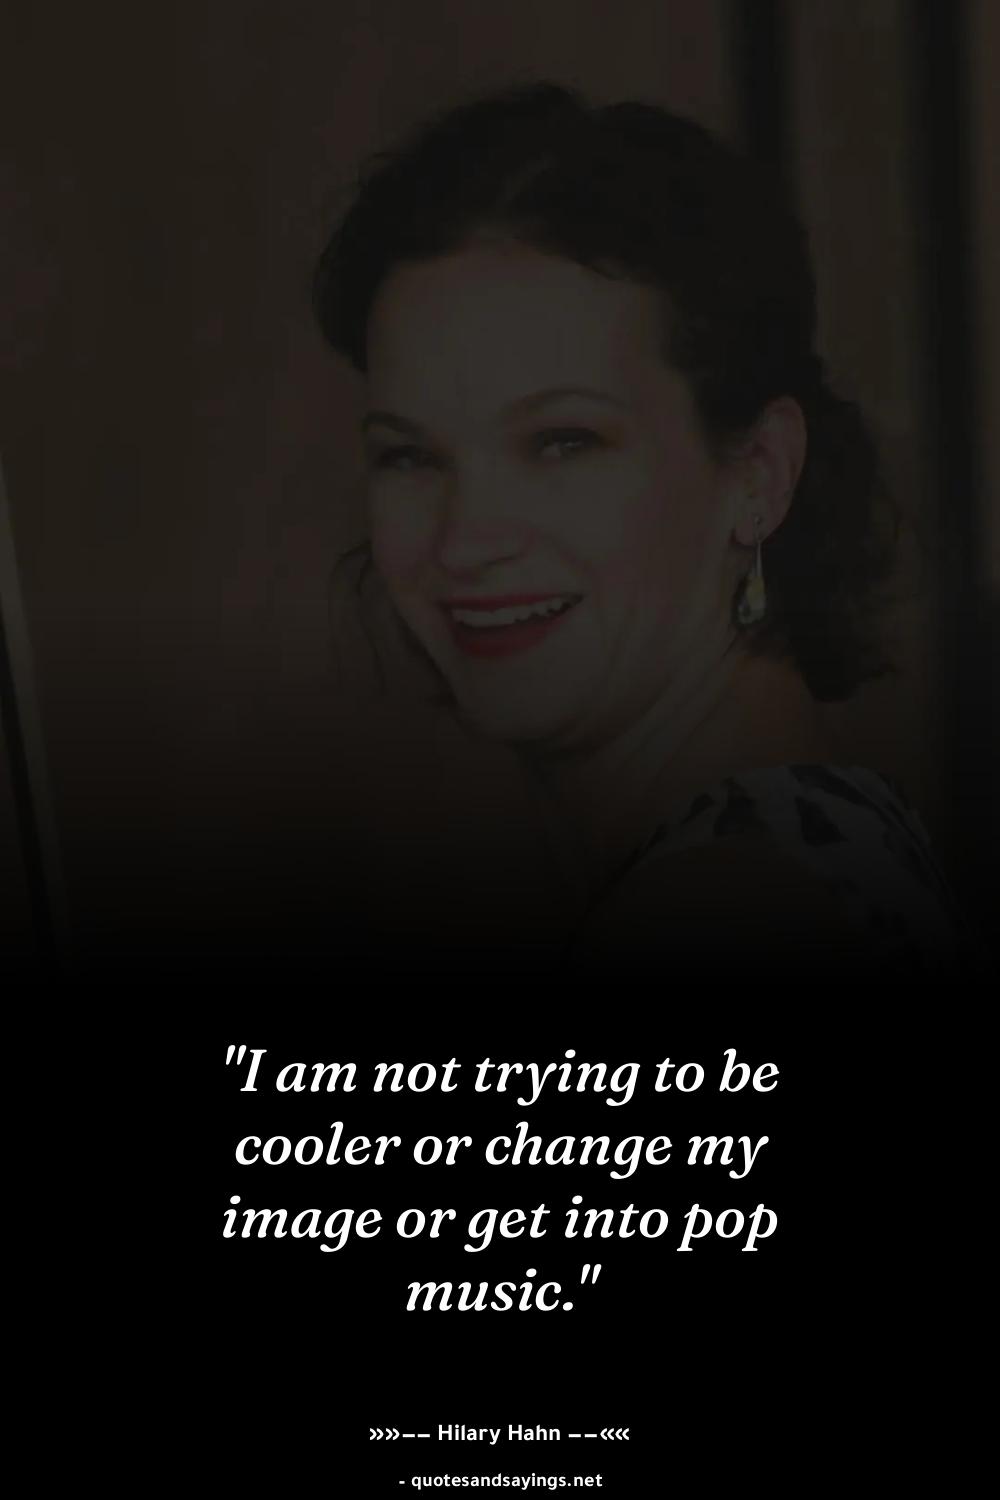 "I am not trying to be
cooler or change my
image or get into pop
music."
»»−− Hilary Hahn −−««
- quotesandsayings.net